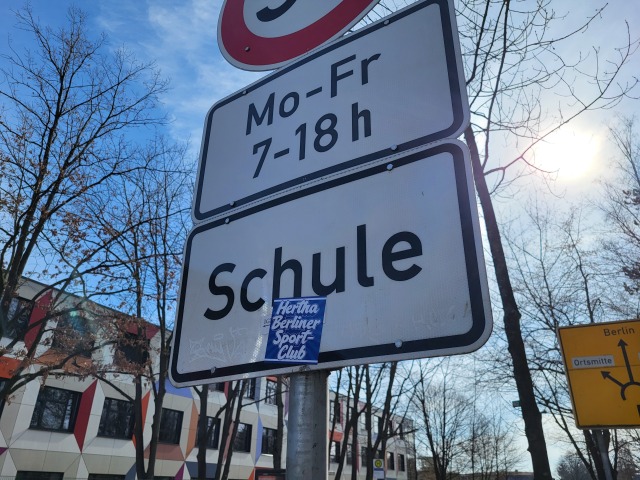 Mo-Fr
7-18 h
Schule
Hertha
Berliner
Sport-
Club
Berlin
Ortsmitte